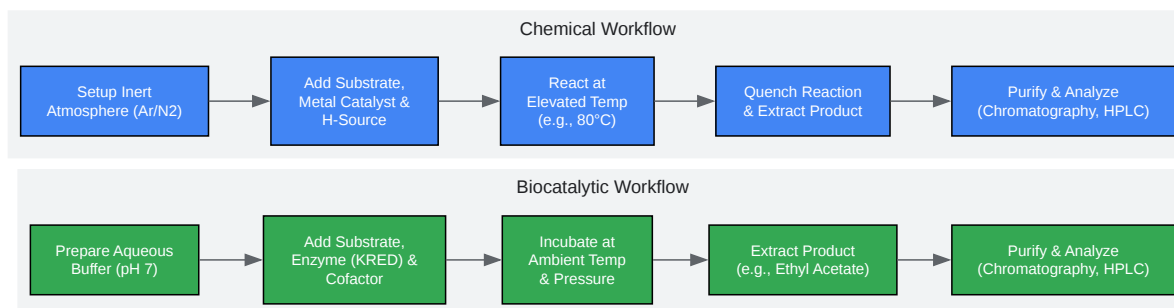 Chemical Workflow
Setup Inert
Atmosphere (Ar/N2)
Add Substrate,
Metal Catalyst &
H-Source
React at
Elevated Temp
(e.g., 80°C)
Quench Reaction
& Extract Product
Purify & Analyze
(Chromatography, HPLC)
Biocatalytic Workflow
Prepare Aqueous
Buffer (pH 7)
Add Substrate,
Enzyme (KRED) &
Cofactor
Incubate at
Ambient Temp
& Pressure
Extract Product
(e.g., Ethyl Acetate)
Purify & Analyze
(Chromatography, HPLC)